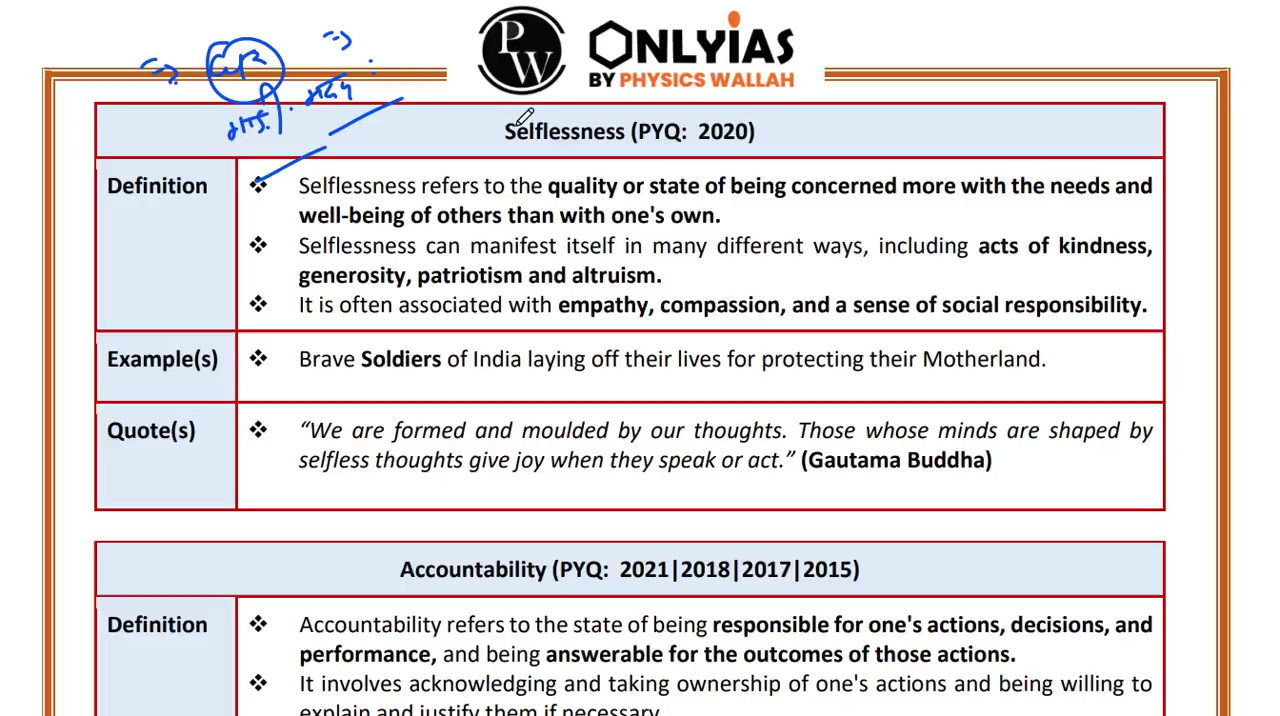 PW
ONLYIAS
BY PHYSICS WALLAH
Selflessness (PYQ: 2020)
Definition
❖ Selflessness refers to the quality or state of being concerned more with the needs and
well-being of others than with one's own.
❖ Selflessness can manifest itself in many different ways, including acts of kindness,
generosity, patriotism and altruism.
❖ It is often associated with empathy, compassion, and a sense of social responsibility.
Example(s)
❖ Brave Soldiers of India laying off their lives for protecting their Motherland.
Quote(s)
❖ “We are formed and moulded by our thoughts. Those whose minds are shaped by
selfless thoughts give joy when they speak or act.” (Gautama Buddha)
Accountability (PYQ: 2021|2018|2017|2015)
Definition
❖ Accountability refers to the state of being responsible for one's actions, decisions, and
performance, and being answerable for the outcomes of those actions.
❖ It involves acknowledging and taking ownership of one's actions and being willing to
explain and justify them if necessary.